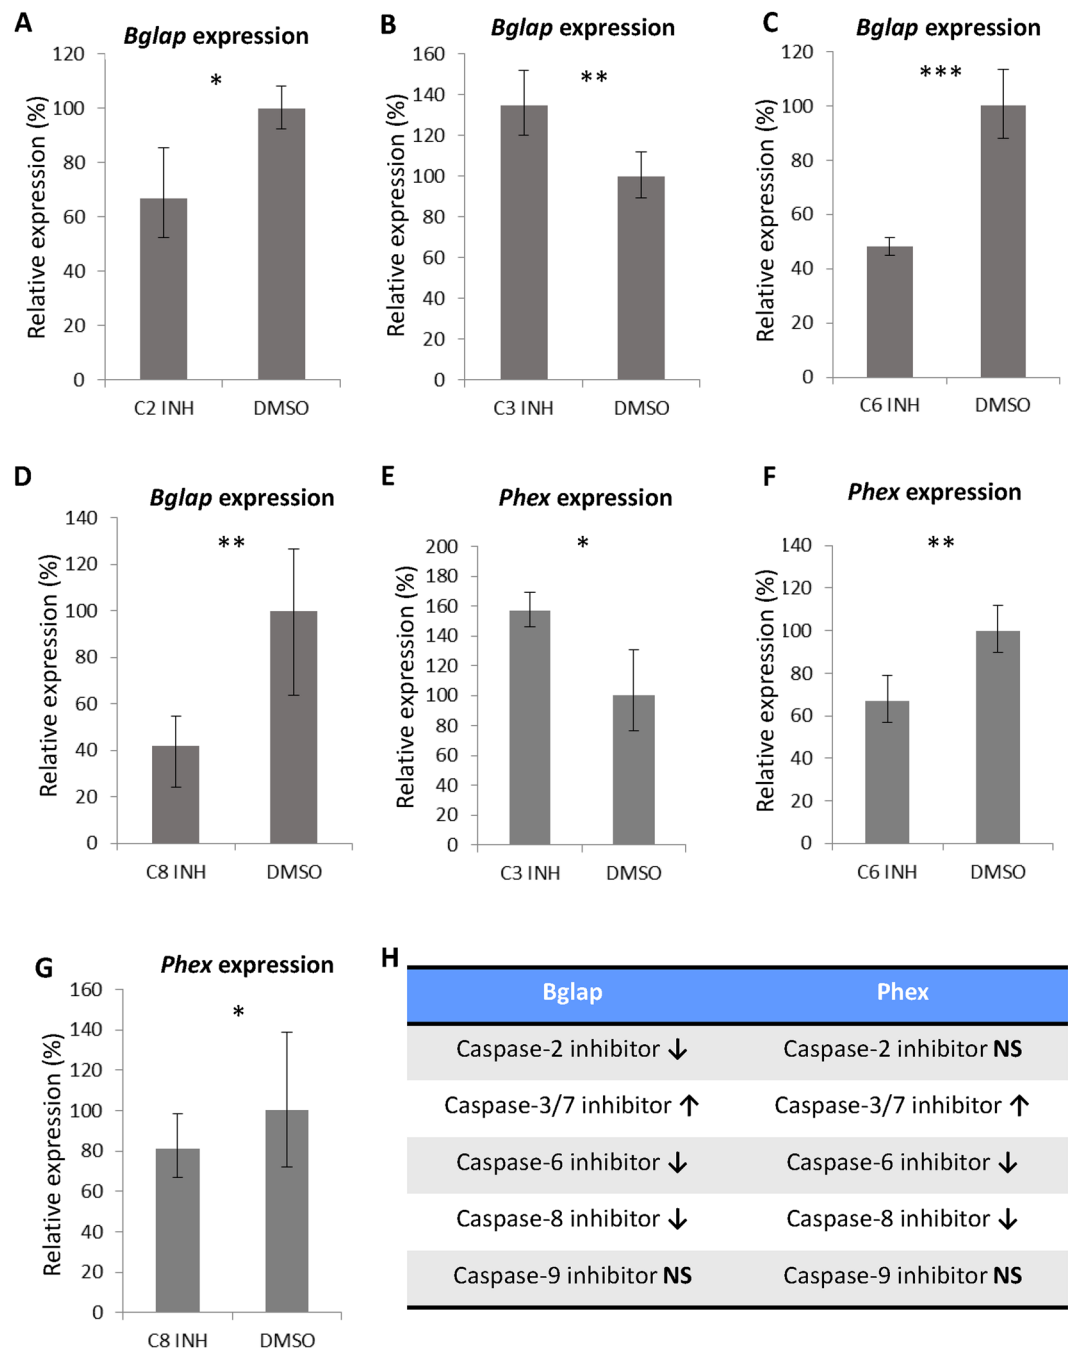 A
Bglap expression
*
Relative expression (%)
120
100
80
60
40
20
0
C2 INH DMSO
B
Bglap expression
**
Relative expression (%)
160
140
120
100
80
60
40
20
0
C3 INH DMSO
C
Bglap expression
***
Relative expression (%)
120
100
80
60
40
20
0
C6 INH DMSO
D
Bglap expression
**
Relative expression (%)
140
120
100
80
60
40
20
0
C8 INH DMSO
E
Phex expression
*
Relative expression (%)
200
180
160
140
120
100
80
60
40
20
0
C3 INH DMSO
F
Phex expression
**
Relative expression (%)
140
120
100
80
60
40
20
0
C6 INH DMSO
G
Phex expression
*
Relative expression (%)
160
140
120
100
80
60
40
20
0
C8 INH DMSO
H
Bglap Phex
Caspase-2 inhibitor ↓ Caspase-2 inhibitor NS
Caspase-3/7 inhibitor ↑ Caspase-3/7 inhibitor ↑
Caspase-6 inhibitor ↓ Caspase-6 inhibitor ↓
Caspase-8 inhibitor ↓ Caspase-8 inhibitor ↓
Caspase-9 inhibitor NS Caspase-9 inhibitor NS